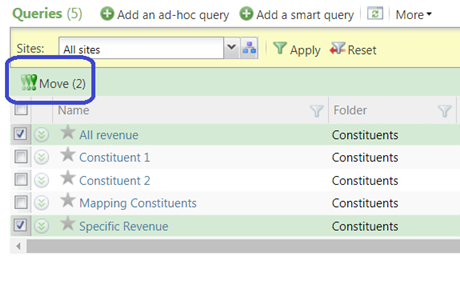 Queries (5) Add an ad-hoc query Add a smart query More
Sites: All sites Apply Reset
Move (2)
Name Folder
All revenue Constituents
Constituent 1 Constituents
Constituent 2 Constituents
Mapping Constituents Constituents
Specific Revenue Constituents